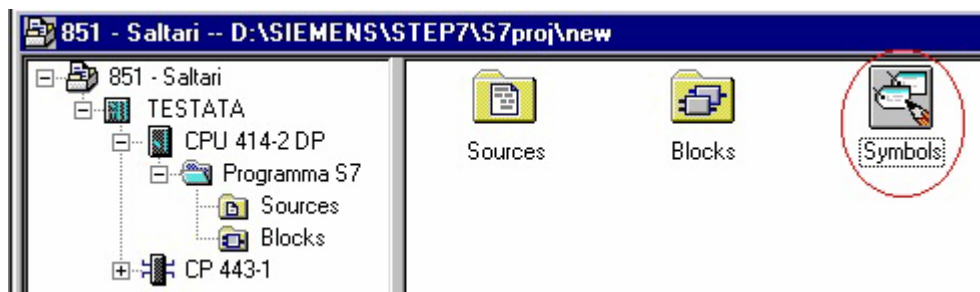 851 - Saltari -- D:\SIEMENS\STEP7\S7proj\new
851 - Saltari
TESTATA
CPU 414-2 DP
Programma S7
Sources
Blocks
CP 443-1
Sources
Blocks
Symbols